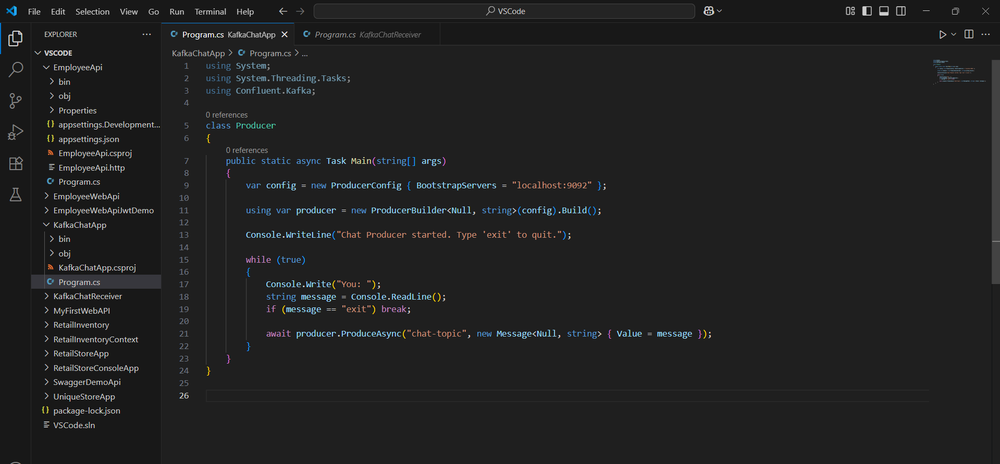 File Edit Selection View Go Run Terminal Help
VSCode
EXPLORER
VSCODE
EmployeeApi
bin
obj
Properties
appsettings.Development...
appsettings.json
EmployeeApi.csproj
EmployeeApi.http
Program.cs
EmployeeWebApi
EmployeeWebApiJwtDemo
KafkaChatApp
bin
obj
KafkaChatApp.csproj
Program.cs
KafkaChatReceiver
MyFirstWebAPI
RetailInventory
RetailInventoryContext
RetailStoreApp
RetailStoreConsoleApp
SwaggerDemoApi
UniqueStoreApp
package-lock.json
VSCode.sln
Program.cs KafkaChatApp
Program.cs KafkaChatReceiver
KafkaChatApp > Program.cs > ...
1 using System;
2 using System.Threading.Tasks;
3 using Confluent.Kafka;
4
0 references
5 class Producer
6 {
0 references
7 public static async Task Main(string[] args)
8 {
9 var config = new ProducerConfig { BootstrapServers = "localhost:9092" };
10
11 using var producer = new ProducerBuilder<Null, string>(config).Build();
12
13 Console.WriteLine("Chat Producer started. Type 'exit' to quit.");
14
15 while (true)
16 {
17 Console.Write("You: ");
18 string message = Console.ReadLine();
19 if (message == "exit") break;
20
21 await producer.ProduceAsync("chat-topic", new Message<Null, string> { Value = message });
22 }
23 }
24 }
25
26